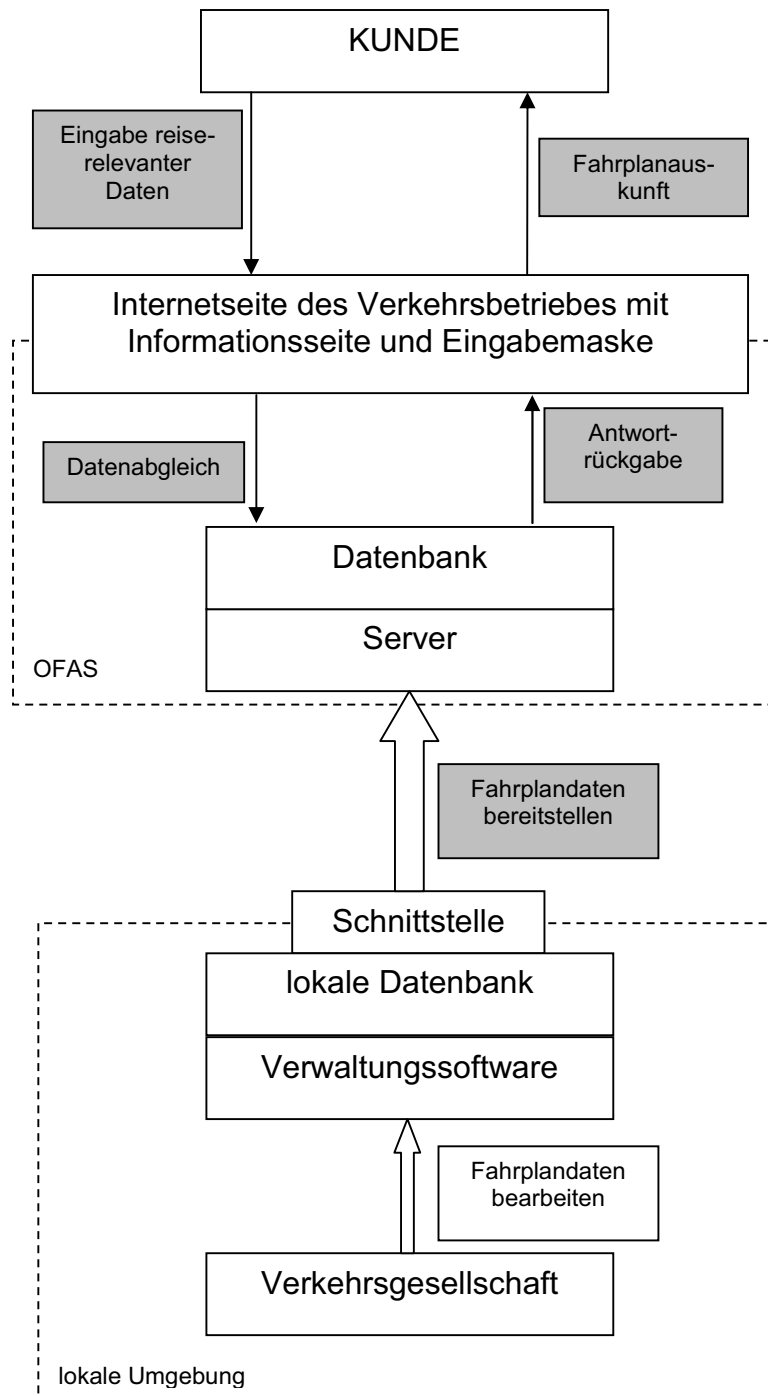 KUNDE
Eingabe reise-
relevanter
Daten
Fahrplanaus-
kunft
Internetseite des Verkehrsbetriebes mit
Informationsseite und Eingabemaske
Datenabgleich
Antwort-
rückgabe
Datenbank
Server
OFAS
Fahrplandaten
bereitstellen
Schnittstelle
lokale Datenbank
Verwaltungssoftware
Fahrplandaten
bearbeiten
Verkehrsgesellschaft
lokale Umgebung